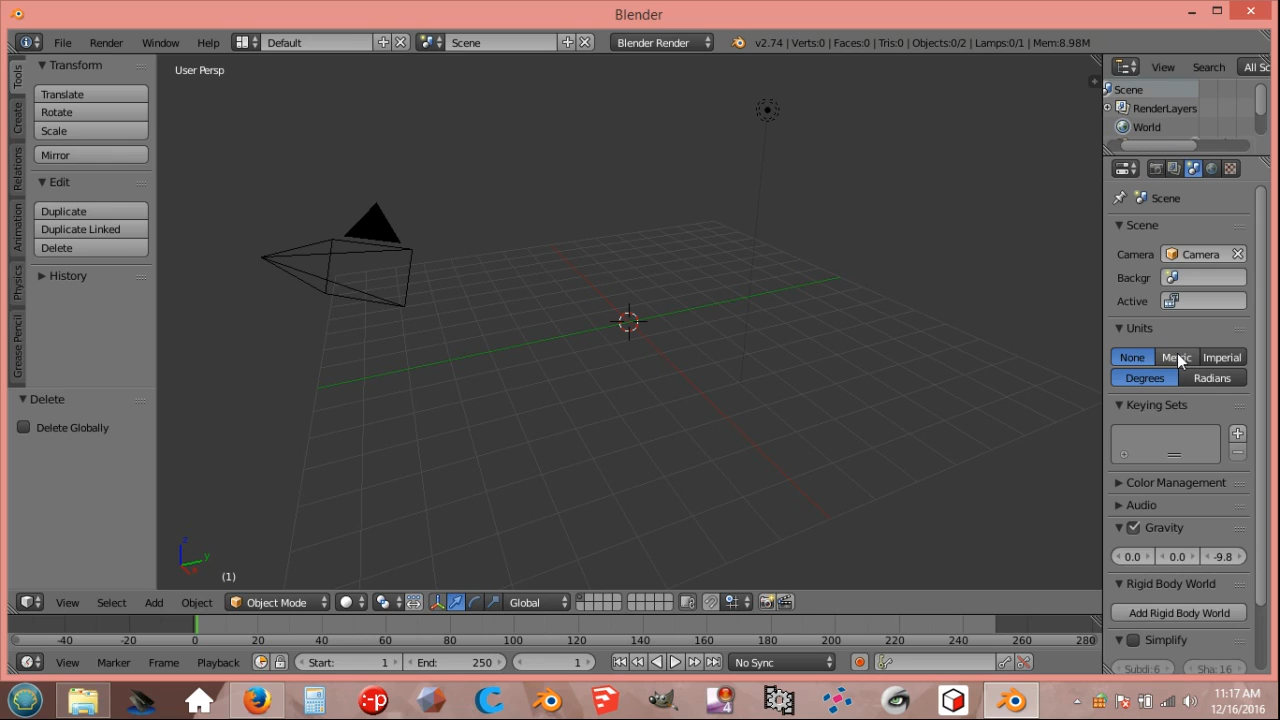 Blender
File Render Window Help Default Scene Blender Render v2.74 | Verts:0 | Faces:0 | Tris:0 | Objects:0/2 | Lamps:0/1 | Mem:8.98M
Tools
Create
Relations
Animation
Physics
Grease Pencil
Transform
Translate
Rotate
Scale
Mirror
Edit
Duplicate
Duplicate Linked
Delete
History
Delete
Delete Globally
User Persp
z
y
(1)
View Search All Sc
Scene
RenderLayers
World
Scene
Scene
Camera Camera
Backgr
Active
Units
None Imperial
Degrees Radians
Keying Sets
Color Management
Audio
Gravity
0.0 0.0 -9.8
Rigid Body World
Add Rigid Body World
Simplify
Subdi:6 Sha:16
View Select Add Object Object Mode Global
-40 -20 0 20 40 60 80 100 120 140 160 180 200 220 240 260 280
View Marker Frame Playback Start: 1 End: 250 1 No Sync
11:17 AM
12/16/2016